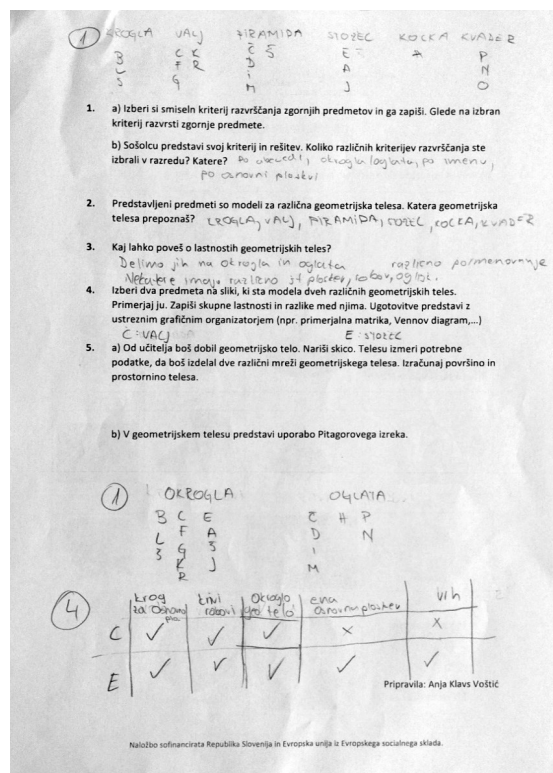 1 KROGLA VALJ PIRAMIDA STOŽEC KOCKA KVADER
B C K Č Š E H P
L F R D A N
G I J O
M
1. a) Izberi si smiseln kriterij razvrščanja zgornjih predmetov in ga zapiši. Glede na izbran
kriterij razvrsti zgornje predmete.
b) Sošolcu predstavi svoj kriterij in rešitev. Koliko različnih kriterijev razvrščanja ste
izbrali v razredu? Katere? okrogla/oglata, po imenu,
po osnovni ploskvi
2. Predstavljeni predmeti so modeli za različna geometrijska telesa. Katera geometrijska
telesa prepoznaš? KROGLA, VALJ, PIRAMIDA, STOŽEC, KOCKA, KVADER
3. Kaj lahko poveš o lastnostih geometrijskih teles?
Delimo jih na okrogla in oglata različno poimenovanje
Nekatere imajo različno št ploskev, robov, oglišč.
4. Izberi dva predmeta na sliki, ki sta modela dveh različnih geometrijskih teles.
Primerjaj ju. Zapiši skupne lastnosti in razlike med njima. Ugotovitve predstavi z
ustreznim grafičnim organizatorjem (npr. primerjalna matrika, Vennov diagram,...)
C: VALJ E: STOŽEC
5. a) Od učitelja boš dobil geometrijsko telo. Nariši skico. Telesu izmeri potrebne
podatke, da boš izdelal dve različni mreži geometrijskega telesa. Izračunaj površino in
prostornino telesa.
b) V geometrijskem telesu predstavi uporabo Pitagorovega izreka.
1 OKROGLA OGLATA
B C E Č H P
L F A D N
G J I
K M
R
4 krog za osnovno krivi robovi Okroglo geo telo ena osnovna ploskev vrh
C ✓ ✓ ✓ × ×
E ✓ ✓ ✓ ✓ ✓
Pripravila: Anja Klavs Voštić
Naložbo sofinancirata Republika Slovenija in Evropska unija iz Evropskega socialnega sklada.